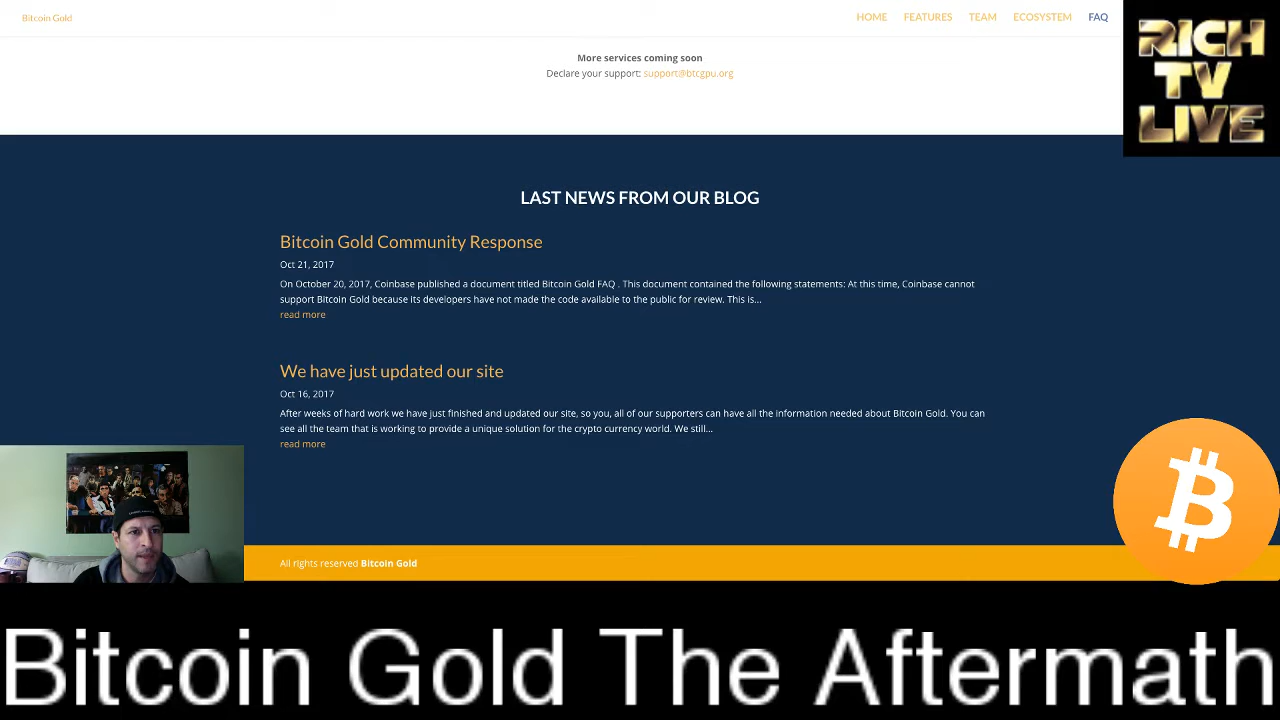 Bitcoin Gold
HOME FEATURES TEAM ECOSYSTEM FAQ
RICH
TV
LIVE
More services coming soon
Declare your support: support@btcgpu.org
LAST NEWS FROM OUR BLOG
Bitcoin Gold Community Response
Oct 21, 2017
On October 20, 2017, Coinbase published a document titled Bitcoin Gold FAQ . This document contained the following statements: At this time, Coinbase cannot
support Bitcoin Gold because its developers have not made the code available to the public for review. This is...
read more
We have just updated our site
Oct 16, 2017
After weeks of hard work we have just finished and updated our site, so you, all of our supporters can have all the information needed about Bitcoin Gold. You can
see all the team that is working to provide a unique solution for the crypto currency world. We still...
read more
All rights reserved Bitcoin Gold
Bitcoin Gold The Aftermath